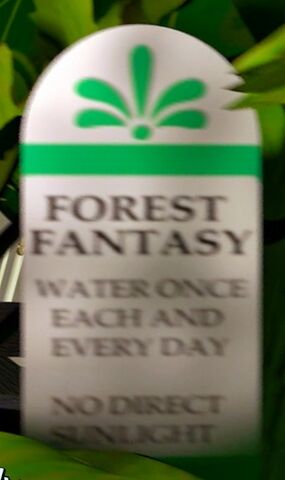 FOREST
FANTASY
WATER ONCE
EACH AND
EVERY DAY
NO DIRECT
SUNLIGHT